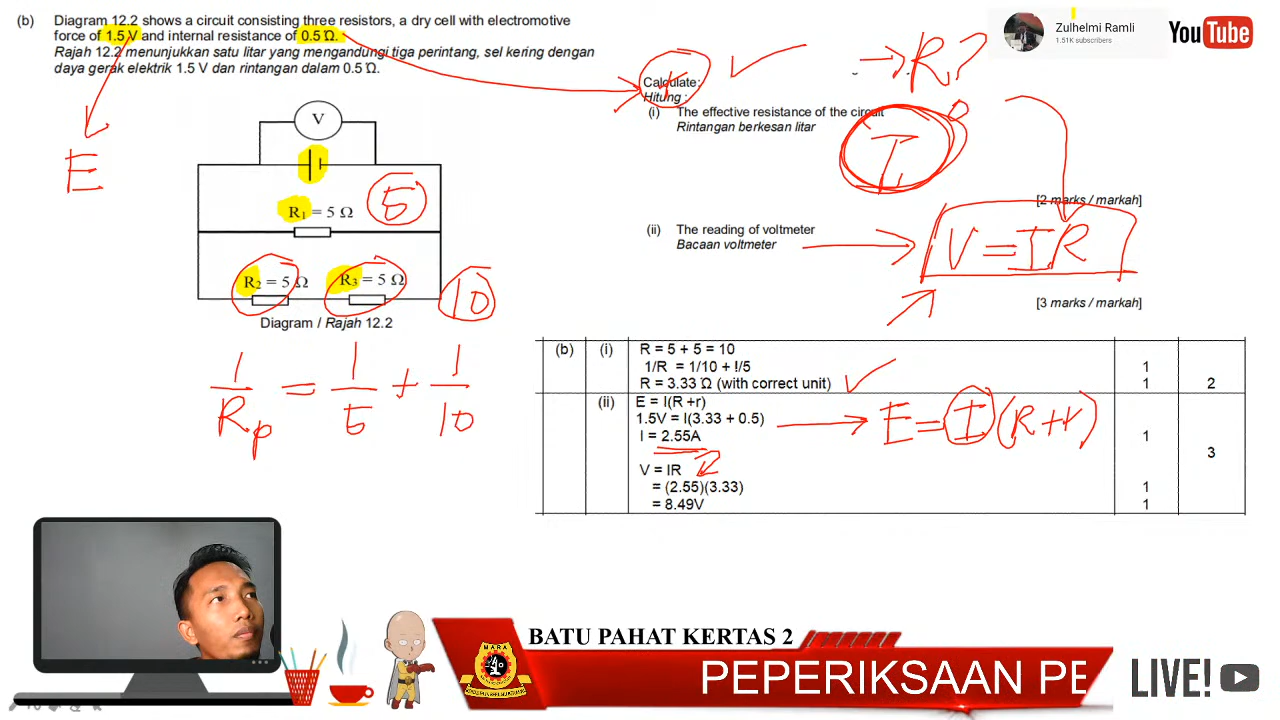 (b) Diagram 12.2 shows a circuit consisting three resistors, a dry cell with electromotive
force of 1.5 V and internal resistance of 0.5 Ω.
Rajah 12.2 menunjukkan satu litar yang mengandungi tiga perintang, sel kering dengan
daya gerak elektrik 1.5 V dan rintangan dalam 0.5 Ω.
E
V
R1 = 5 Ω
5
R2 = 5 Ω
R3 = 5 Ω
10
Diagram / Rajah 12.2
1/Rp = 1/5 + 1/10
Zulhelmi Ramli
1.51K subscribers
YouTube
R?
Calculate:
Hitung :
(i) The effective resistance of the circuit
Rintangan berkesan litar
I
[2 marks / markah]
(ii) The reading of voltmeter
Bacaan voltmeter
V = IR
[3 marks / markah]
(b) (i) R = 5 + 5 = 10
1/R = 1/10 + 1/5 1
R = 3.33 Ω (with correct unit) 1 2
(ii) E = I(R +r)
1.5V = I(3.33 + 0.5)
I = 2.55A 1
3
V = IR
= (2.55)(3.33) 1
= 8.49V 1
E = I (R + r)
BATU PAHAT KERTAS 2
MARA
PEPERIKSAAN PE
LIVE!